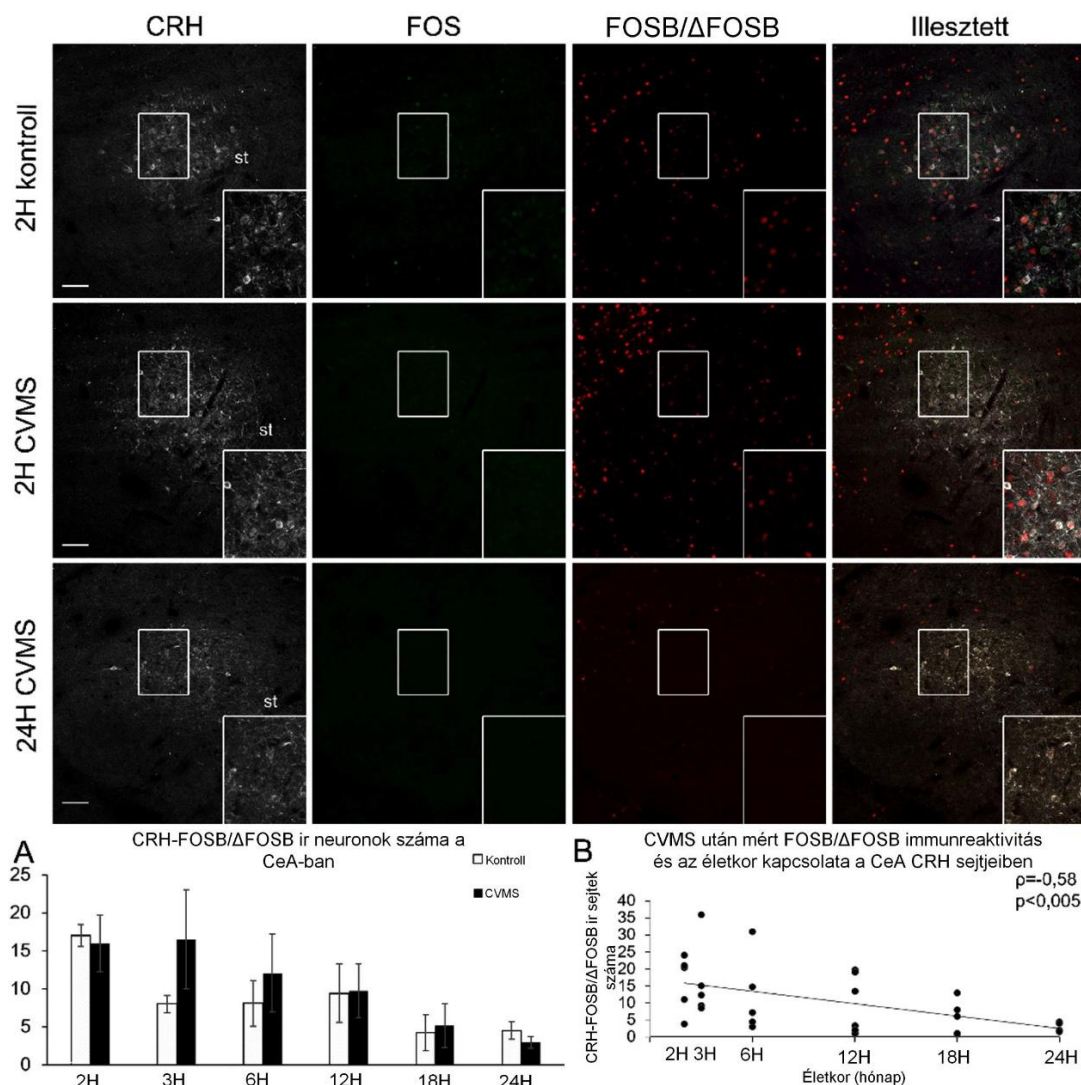 CRH FOS FOSB/ΔFOSB Illesztett
2H kontroll
st
2H CVMS
st
24H CVMS
st
A
CRH-FOSB/ΔFOSB ir neuronok száma a
CeA-ban
Kontroll
CVMS
25
20
15
10
5
0
2H 3H 6H 12H 18H 24H
B
CVMS után mért FOSB/ΔFOSB immunreaktivitás
és az életkor kapcsolata a CeA CRH sejtjeiben
ρ=-0,58
p<0,005
CRH-FOSB/ΔFOSB ir sejtek
száma
40
35
30
25
20
15
10
5
0
2H 3H 6H 12H 18H 24H
Életkor (hónap)